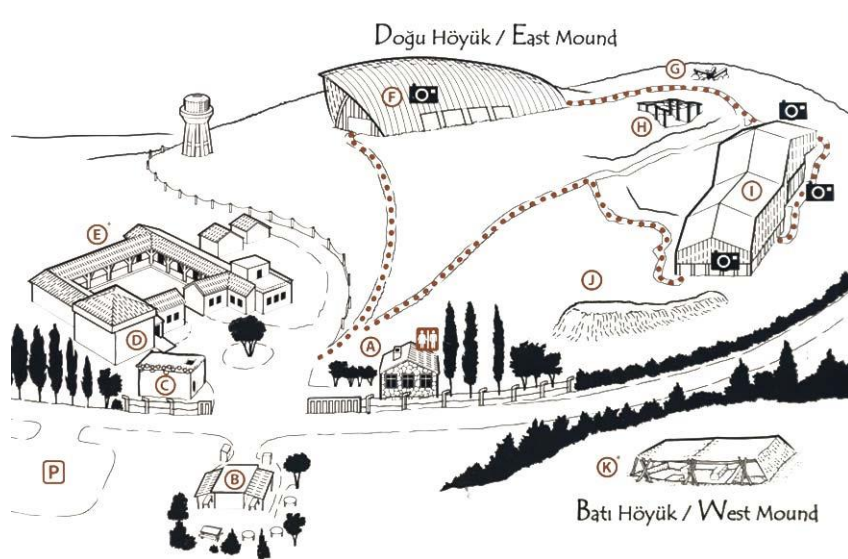 Doğu Höyük / East Mound
G
F
H
I
E*
J
A
D
C
P
B
K*
Batı Höyük / West Mound